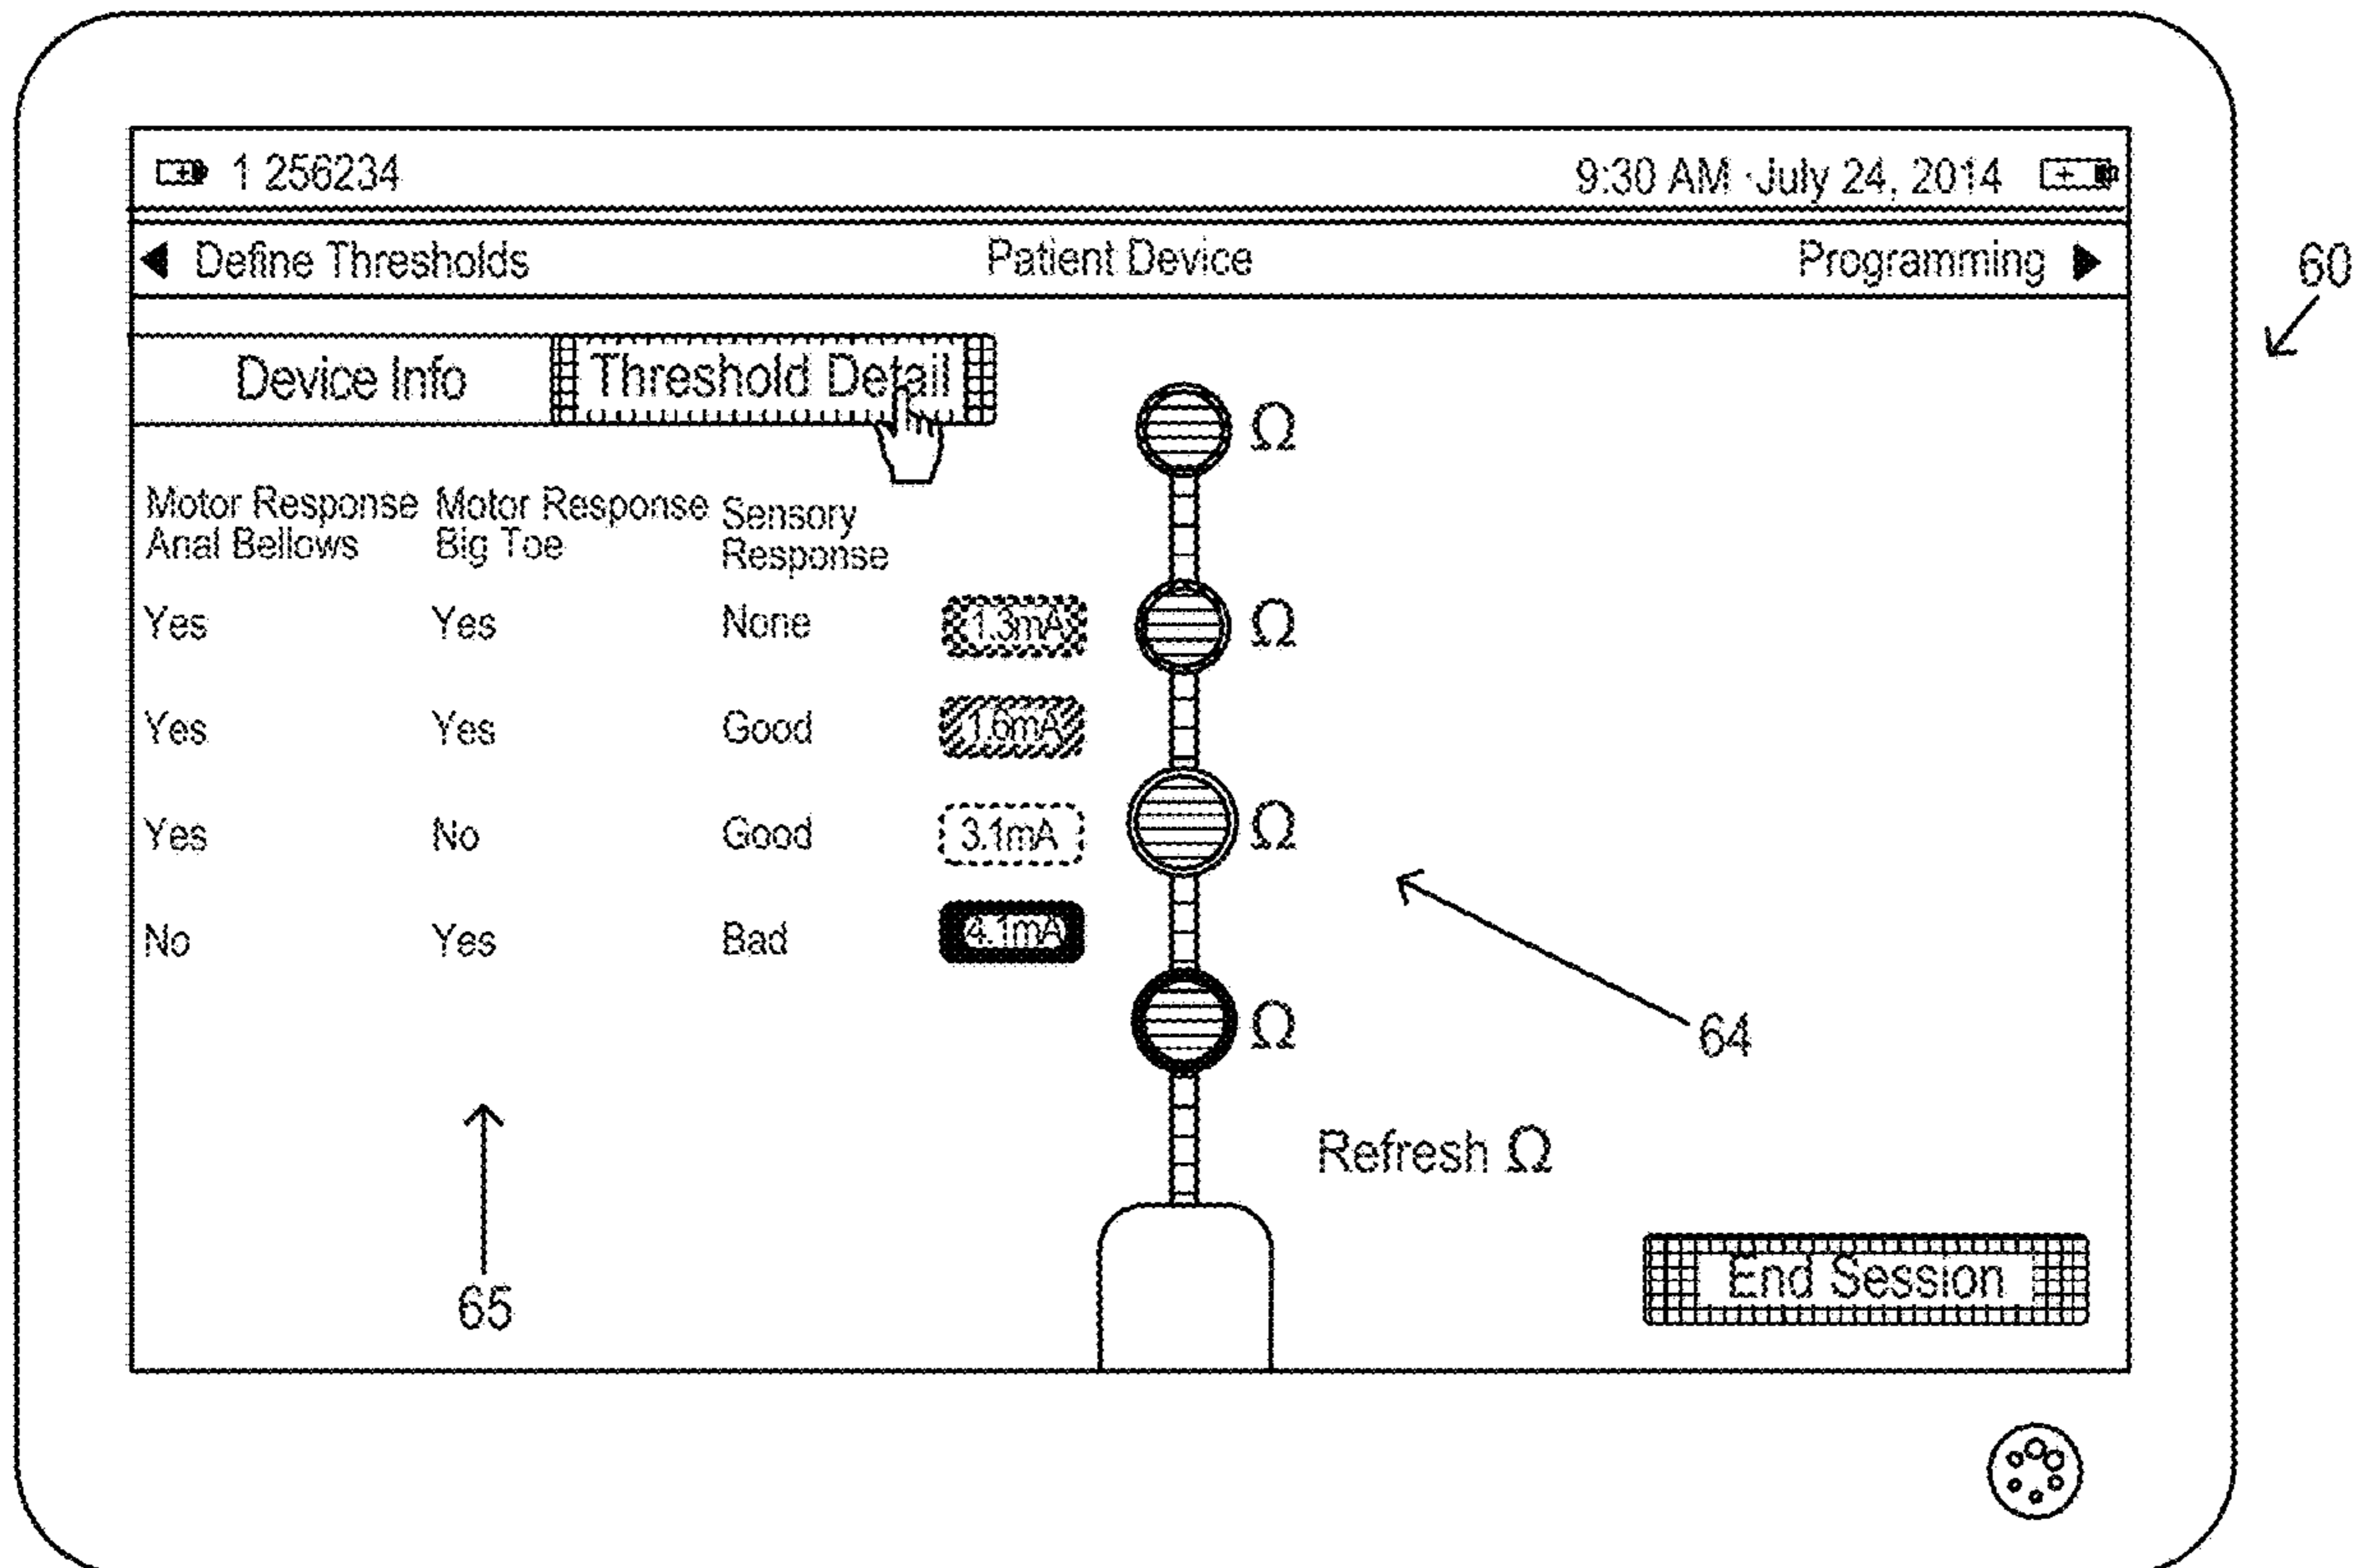 1 256234
9:30 AM · July 24, 2014
Define Thresholds
Patient Device
Programming
60
Device Info
Threshold Detail
Ω
Motor Response
Anal Bellows
Motor Response
Big Toe
Sensory
Response
Yes Yes None 1.3mA Ω
Yes Yes Good 1.6mA
Yes No Good 3.1mA Ω
No Yes Bad 4.1mA
Ω
64
Refresh Ω
65
End Session